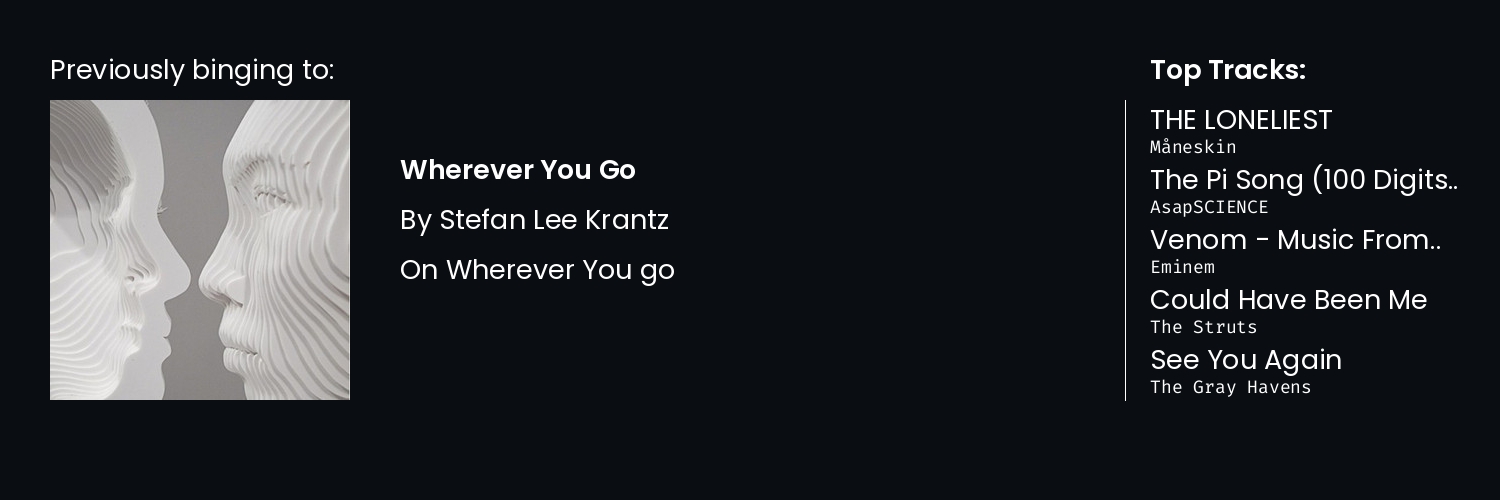 Previously binging to:
Wherever You Go
By Stefan Lee Krantz
On Wherever You go
Top Tracks:
THE LONELIEST
Måneskin
The Pi Song (100 Digits..
AsapSCIENCE
Venom - Music From..
Eminem
Could Have Been Me
The Struts
See You Again
The Gray Havens